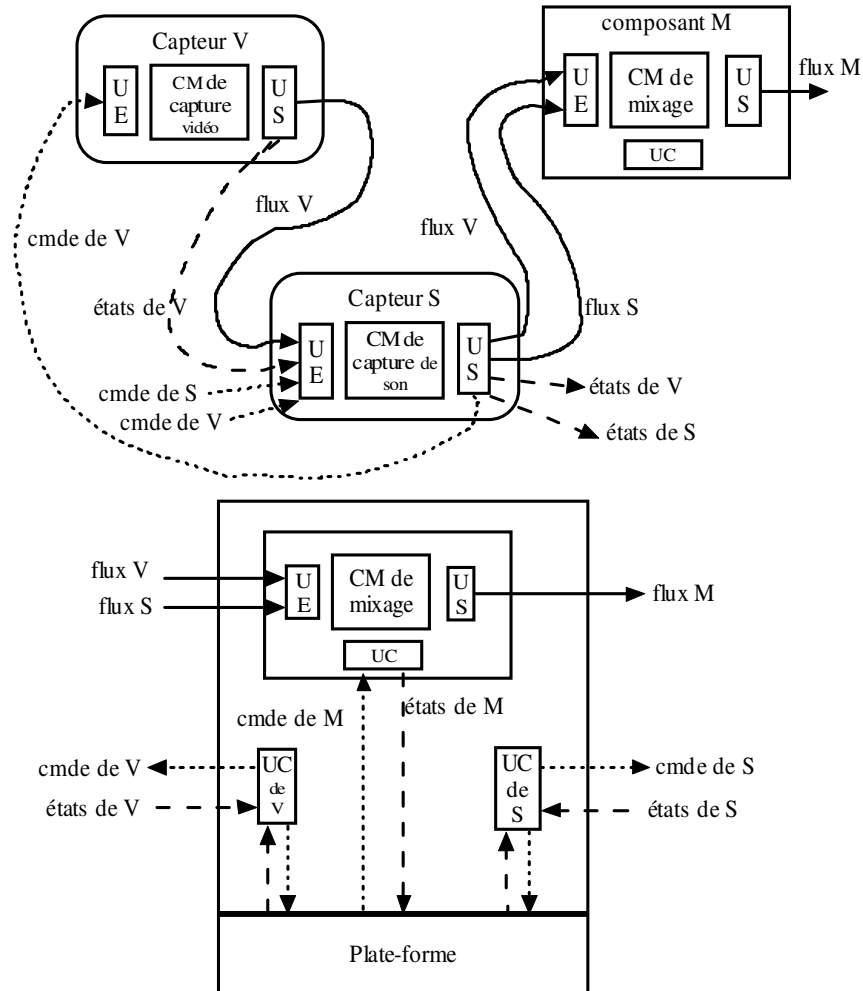 Capteur V
U
E
CM de
capture
vidéo
U
S
composant M
U
E
CM de
mixage
U
S
UC
flux M
flux V
cmde de V
états de V
flux V
flux S
Capteur S
U
E
CM de
capture de
son
U
S
cmde de S
cmde de V
états de V
états de S
flux V
flux S
U
E
CM de
mixage
U
S
UC
flux M
cmde de M
états de M
cmde de V
états de V
UC
de
V
UC
de
S
cmde de S
états de S
Plate-forme